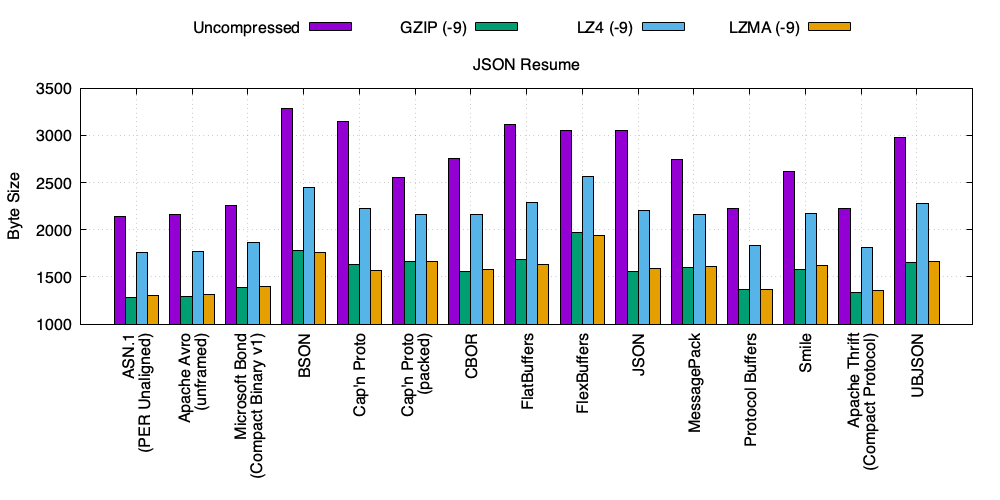 Uncompressed GZIP (-9) LZ4 (-9) LZMA (-9)
JSON Resume
Byte Size
3500
3000
2500
2000
1500
1000
ASN.1
(PER Unaligned)
Apache Avro
(unframed)
Microsoft Bond
(Compact Binary v1)
BSON
Cap'n Proto
Cap'n Proto
(packed)
CBOR
FlatBuffers
FlexBuffers
JSON
MessagePack
Protocol Buffers
Smile
Apache Thrift
(Compact Protocol)
UBJSON